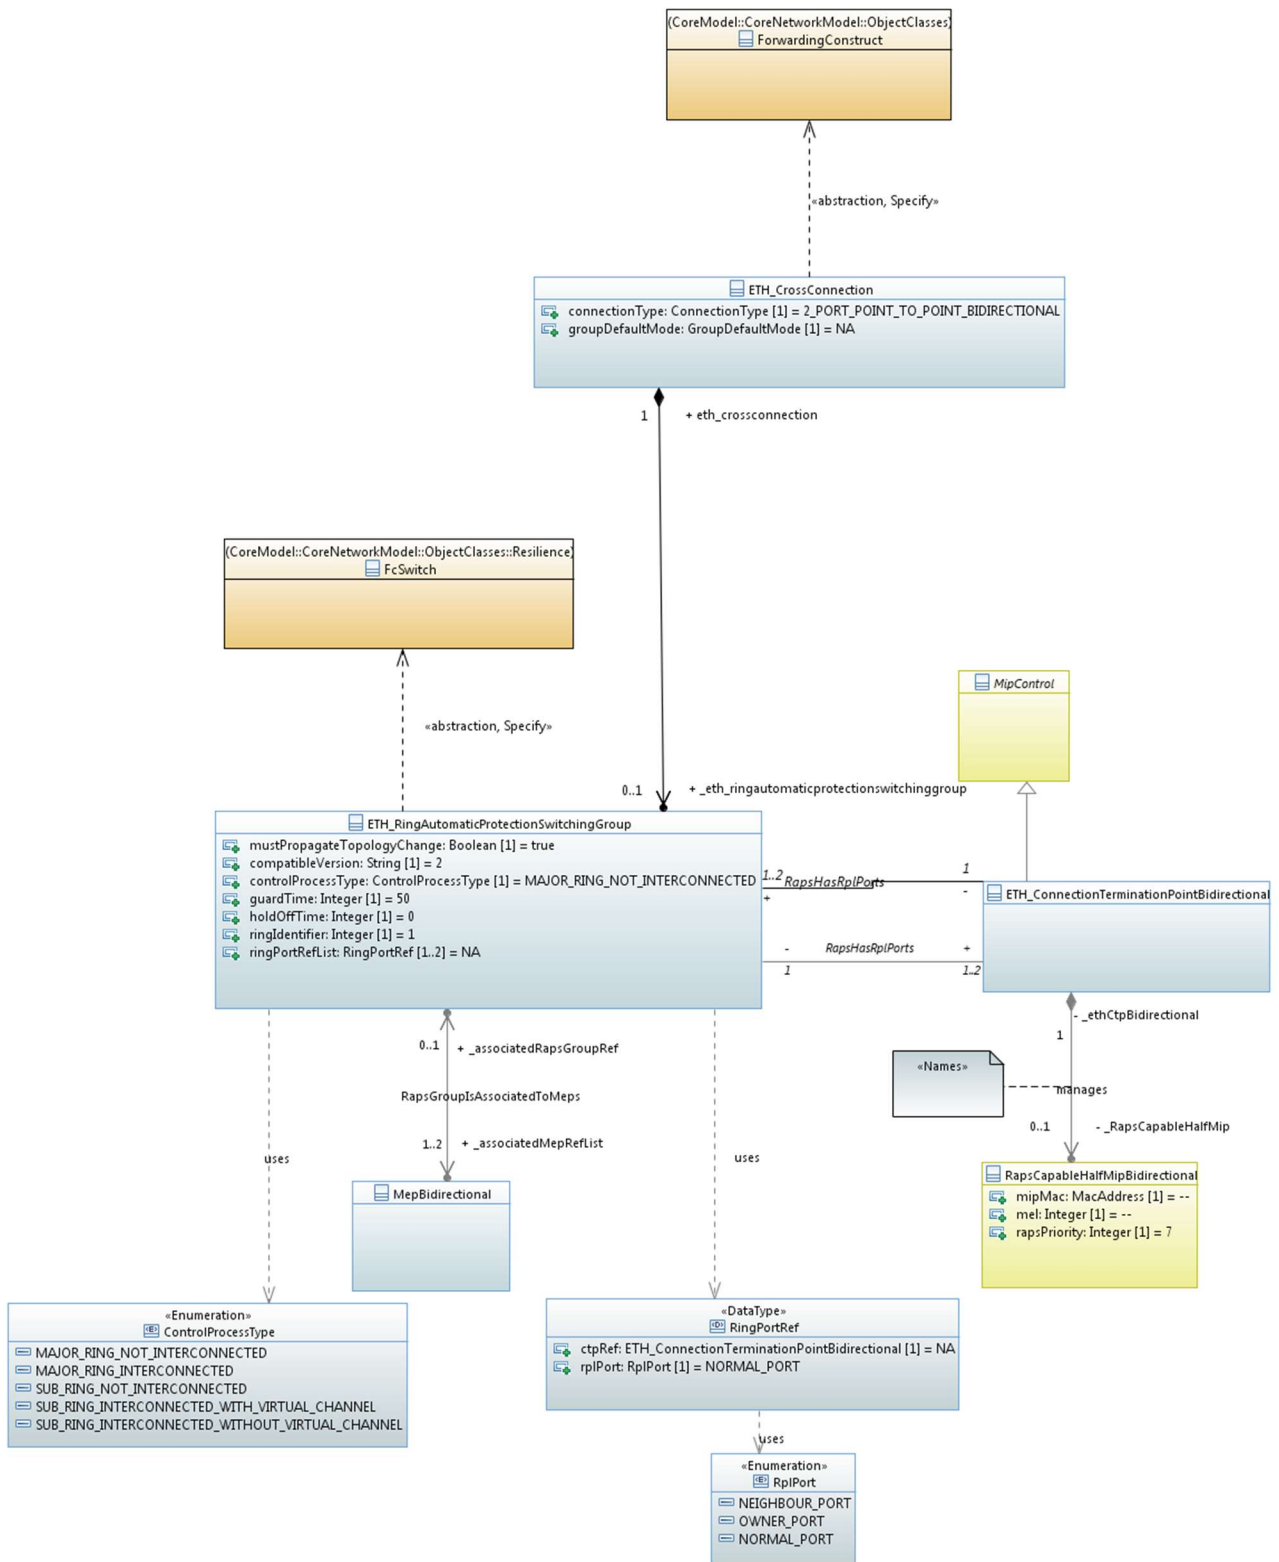 (CoreModel::CoreNetworkModel::ObjectClasses)
ForwardingConstruct
«abstraction, Specify»
ETH_CrossConnection
connectionType: ConnectionType [1] = 2_PORT_POINT_TO_POINT_BIDIRECTIONAL
groupDefaultMode: GroupDefaultMode [1] = NA
1
+ eth_crossconnection
(CoreModel::CoreNetworkModel::ObjectClasses::Resilience)
FcSwitch
«abstraction, Specify»
MipControl
0..1
+ _eth_ringautomaticprotectionswitchinggroup
ETH_RingAutomaticProtectionSwitchingGroup
mustPropagateTopologyChange: Boolean [1] = true
compatibleVersion: String [1] = 2
controlProcessType: ControlProcessType [1] = MAJOR_RING_NOT_INTERCONNECTED
guardTime: Integer [1] = 50
holdOffTime: Integer [1] = 0
ringIdentifier: Integer [1] = 1
ringPortRefList: RingPortRef [1..2] = NA
1..2
RapsHasRplPorts
1
+
-
ETH_ConnectionTerminationPointBidirectional
-
RapsHasRplPorts
+
1
1..2
- _ethCtpBidirectional
1
«Names»
manages
0..1
- _RapsCapableHalfMip
RapsCapableHalfMipBidirectional
mipMac: MacAddress [1] = --
mel: Integer [1] = --
rapsPriority: Integer [1] = 7
0..1
+ _associatedRapsGroupRef
RapsGroupIsAssociatedToMeps
1..2
+ _associatedMepRefList
uses
uses
MepBidirectional
«Enumeration»
ControlProcessType
MAJOR_RING_NOT_INTERCONNECTED
MAJOR_RING_INTERCONNECTED
SUB_RING_NOT_INTERCONNECTED
SUB_RING_INTERCONNECTED_WITH_VIRTUAL_CHANNEL
SUB_RING_INTERCONNECTED_WITHOUT_VIRTUAL_CHANNEL
«DataType»
RingPortRef
ctpRef: ETH_ConnectionTerminationPointBidirectional [1] = NA
rplPort: RplPort [1] = NORMAL_PORT
uses
«Enumeration»
RplPort
NEIGHBOUR_PORT
OWNER_PORT
NORMAL_PORT